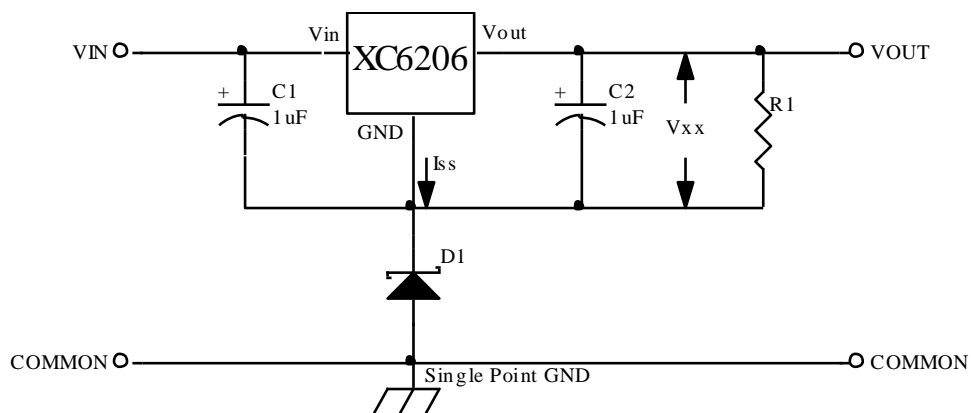 VIN
Vin
XC6206
Vout
VOUT
+
C1
1uF
GND
+
C2
1uF
Vxx
R1
Iss
D1
COMMON
Single Point GND
COMMON